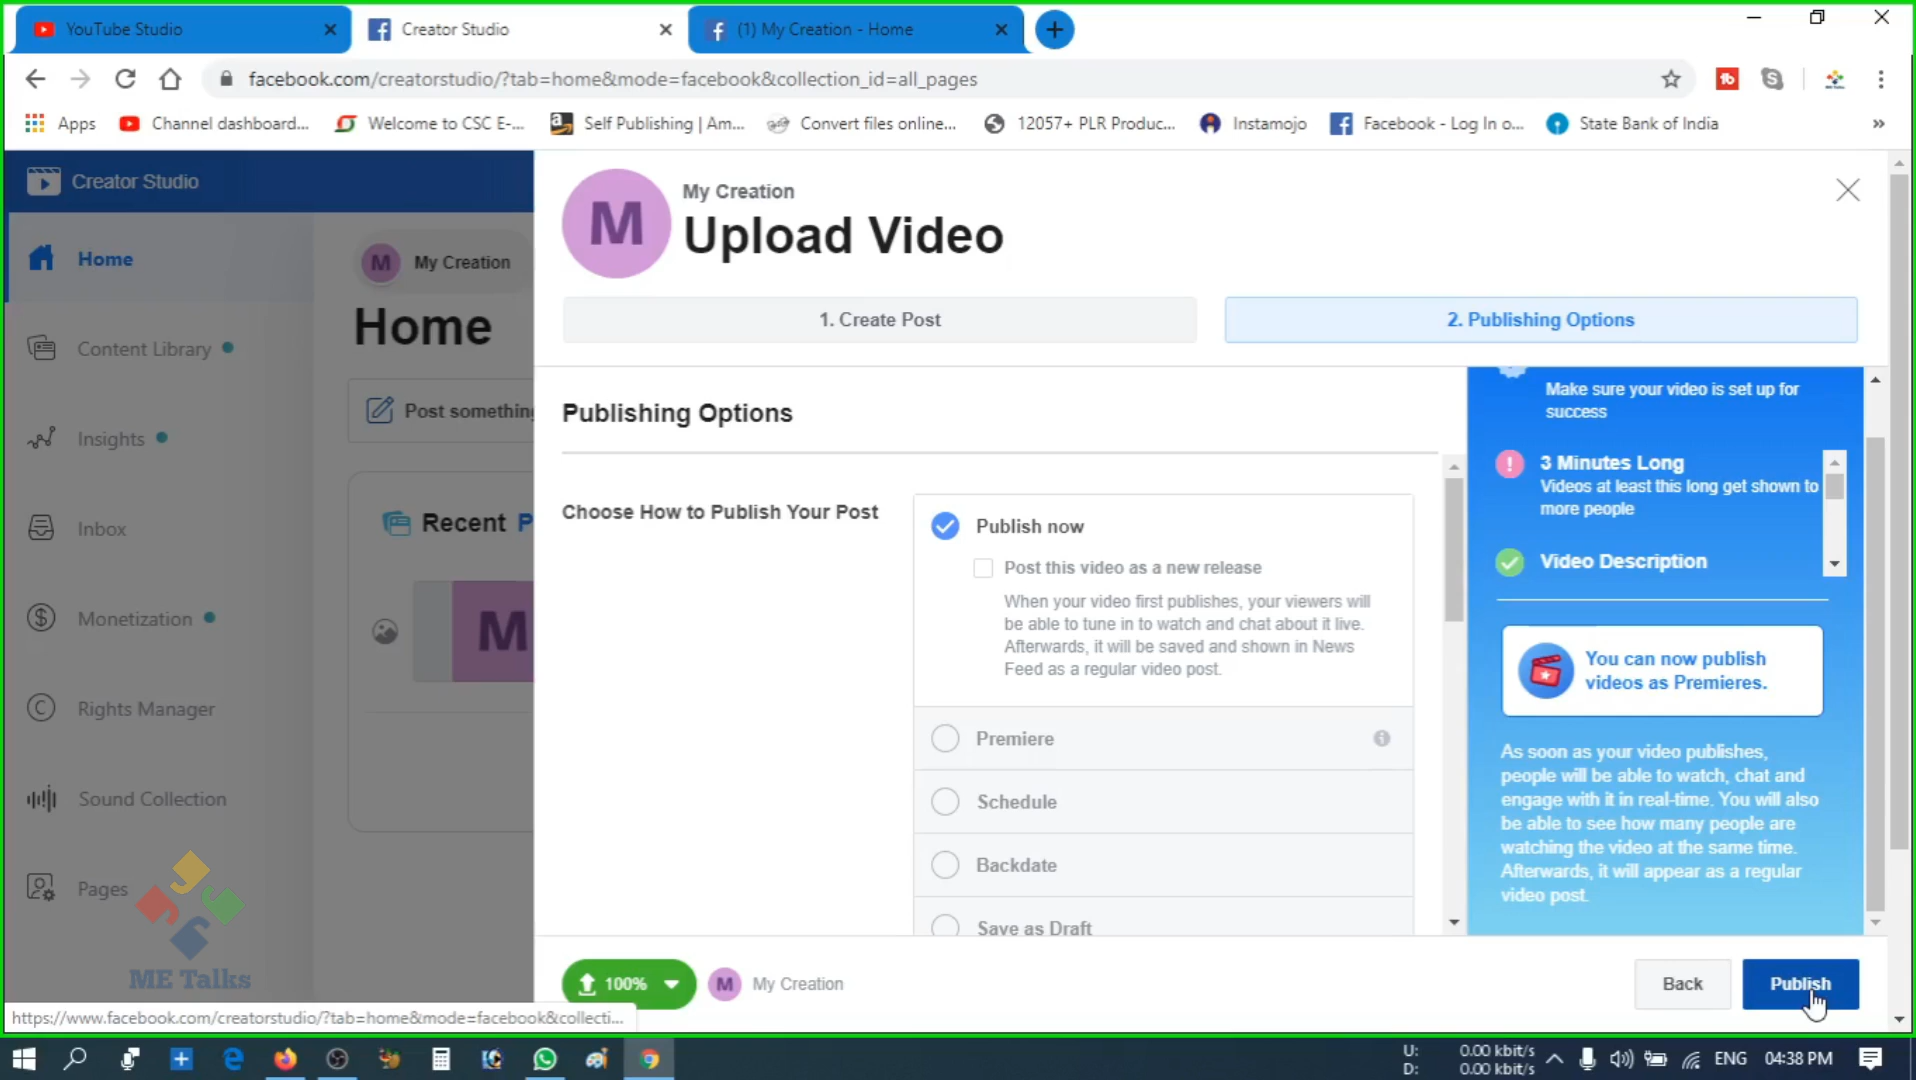 YouTube Studio
Creator Studio
(1) My Creation - Home
facebook.com/creatorstudio/?tab=home&mode=facebook&collection_id=all_pages
Apps
Channel dashboard...
Welcome to CSC E-...
Self Publishing | Am...
Convert files online...
12057+ PLR Produc...
Instamojo
Facebook - Log In o...
State Bank of India
»
Creator Studio
Home
Content Library
Insights
Inbox
Monetization
Rights Manager
Sound Collection
Pages
ME Talks
M
My Creation
Home
Post something
Recent P
M
M
My Creation
Upload Video
1. Create Post
2. Publishing Options
Publishing Options
Choose How to Publish Your Post
Publish now
Post this video as a new release
When your video first publishes, your viewers will
be able to tune in to watch and chat about it live.
Afterwards, it will be saved and shown in News
Feed as a regular video post.
Premiere
Schedule
Backdate
Save as Draft
Make sure your video is set up for
success
3 Minutes Long
Videos at least this long get shown to
more people
Video Description
You can now publish
videos as Premieres.
As soon as your video publishes,
people will be able to watch, chat and
engage with it in real-time. You will also
be able to see how many people are
watching the video at the same time.
Afterwards, it will appear as a regular
video post.
100%
M
My Creation
Back
Publish
https://www.facebook.com/creatorstudio/?tab=home&mode=facebook&collecti...
U: 0.00 kbit/s
D: 0.00 kbit/s
ENG
04:38 PM